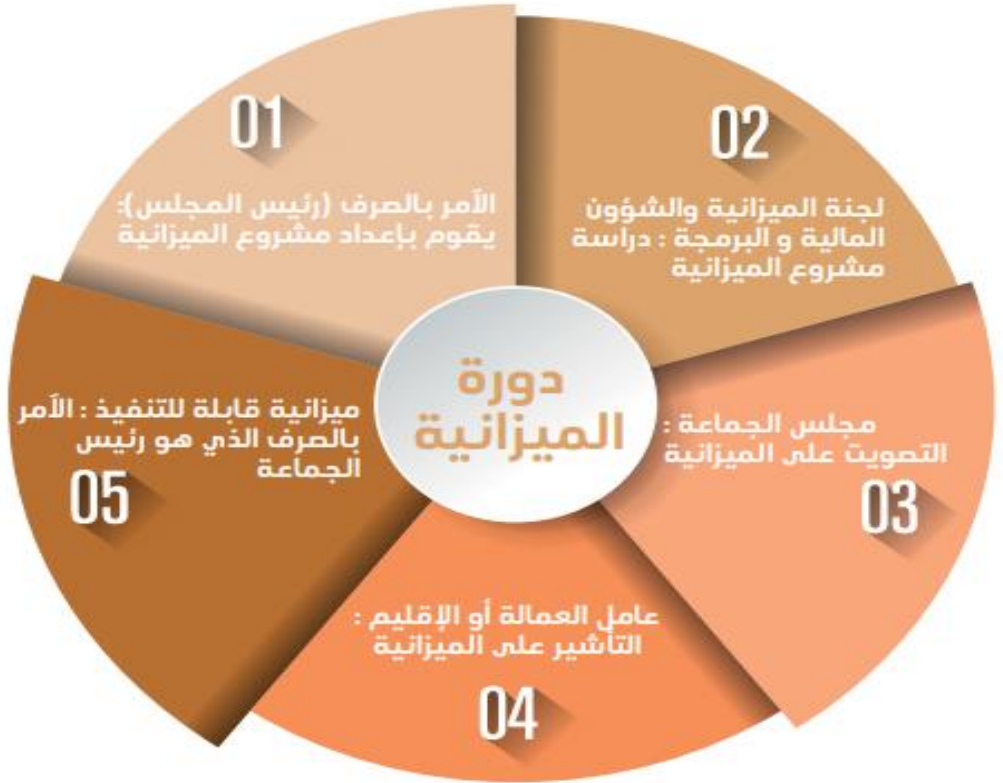 دورة
الميزانية
01
الآمر بالصرف (رئيس المجلس):
يقوم بإعداد مشروع الميزانية
02
لجنة الميزانية والشؤون
المالية و البرمجة : دراسة
مشروع الميزانية
مجلس الجماعة :
التصويت على الميزانية
03
عامل العمالة أو الإقليم :
التأشير على الميزانية
04
ميزانية قابلة للتنفيذ : الآمر
بالصرف الذي هو رئيس
الجماعة
05